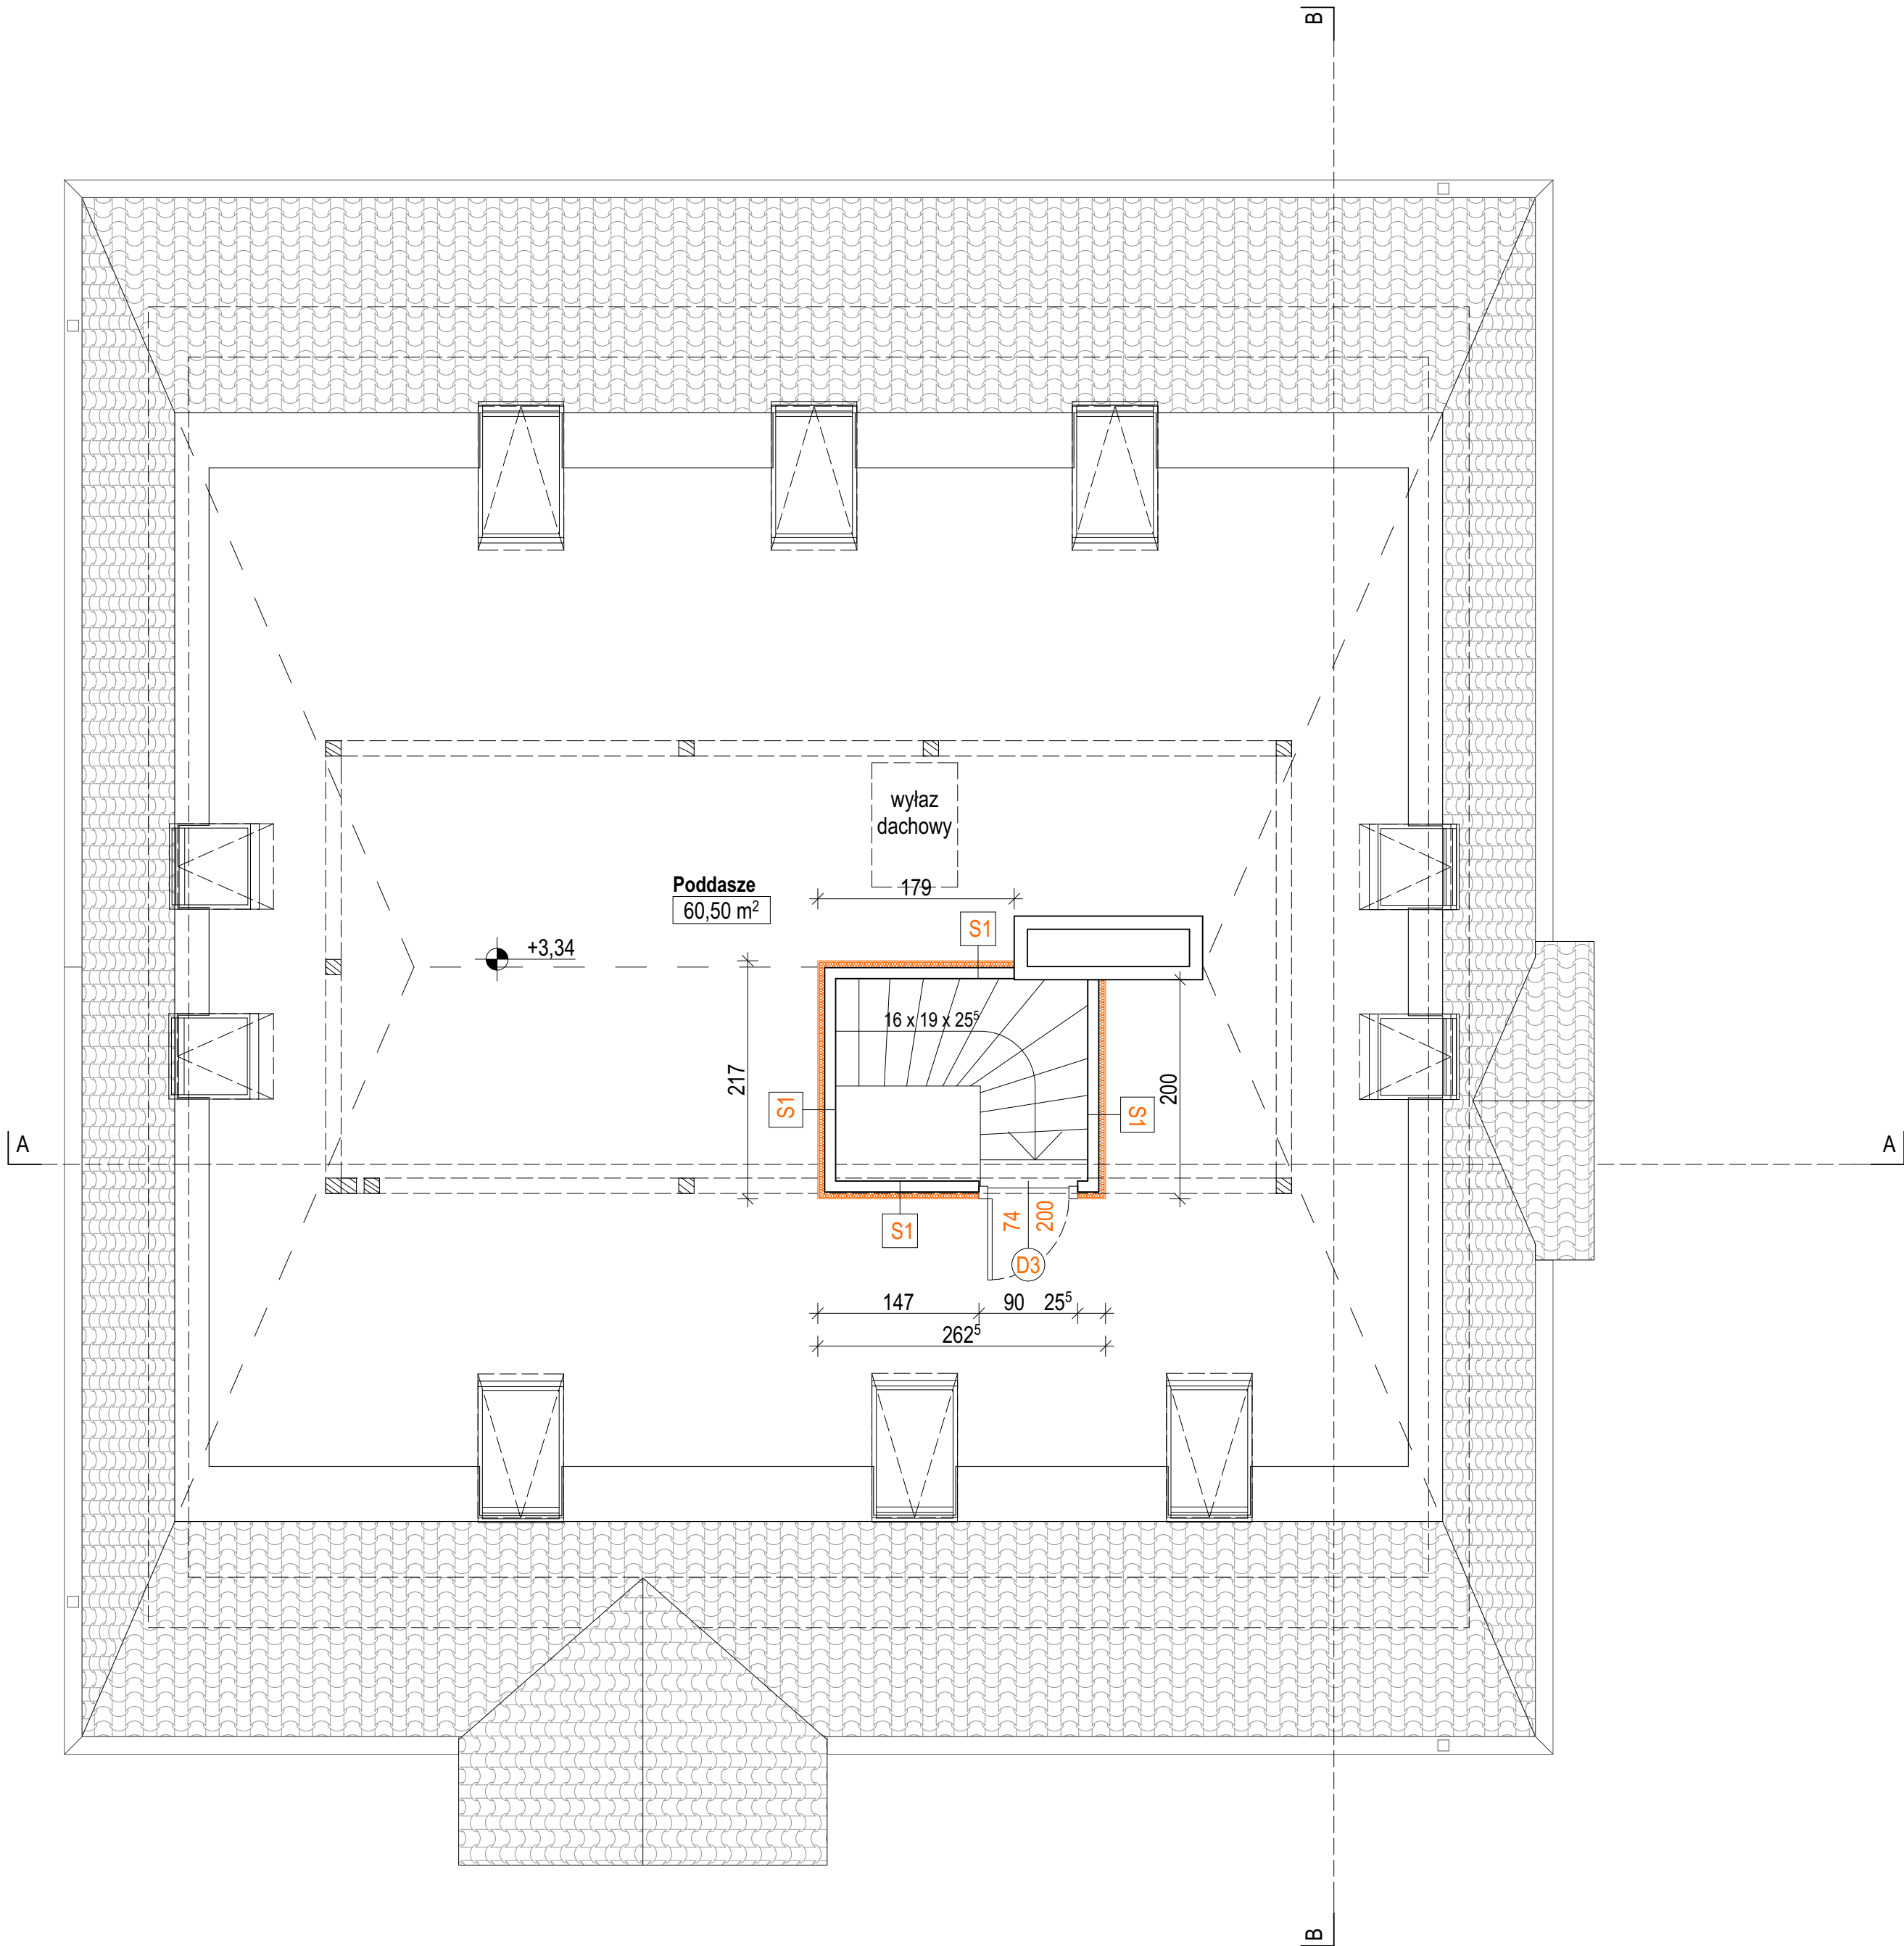 B
wyłaz
dachowy
179
Poddasze
60,50 m²
S1
+3,34
16 x 19 x 25⁵
217
200
S1
S1
A
A
S1
74
200
D3
147
90
25⁵
262⁵
B